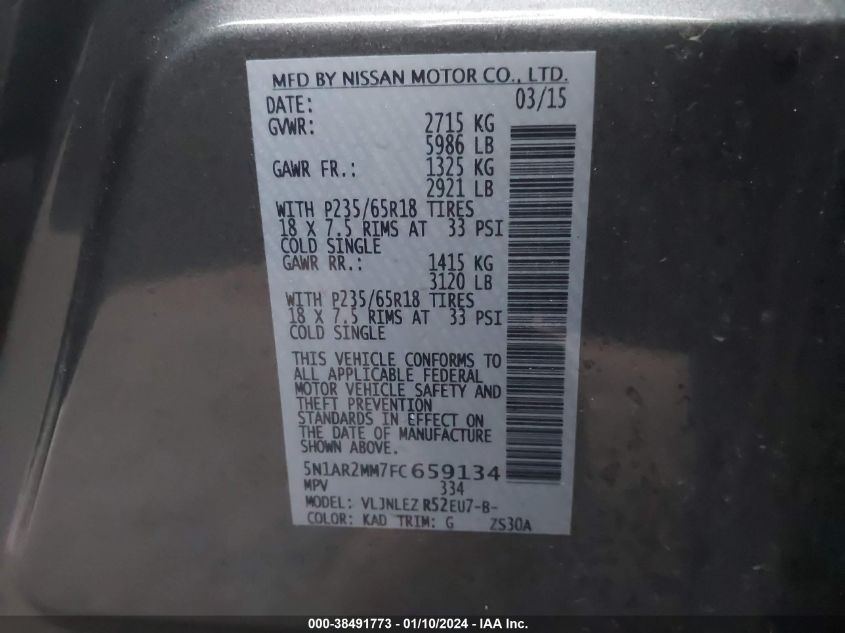 MFD BY NISSAN MOTOR CO., LTD.
DATE: 03/15
GVWR: 2715 KG
5986 LB
GAWR FR.: 1325 KG
2921 LB
WITH P235/65R18 TIRES
18 X 7.5 RIMS AT 33 PSI
COLD SINGLE
GAWR RR.: 1415 KG
3120 LB
WITH P235/65R18 TIRES
18 X 7.5 RIMS AT 33 PSI
COLD SINGLE
THIS VEHICLE CONFORMS TO
ALL APPLICABLE FEDERAL
MOTOR VEHICLE SAFETY AND
THEFT PREVENTION
STANDARDS IN EFFECT ON
THE DATE OF MANUFACTURE
SHOWN ABOVE.
5N1AR2MM7FC659134
MPV 334
MODEL: VLJNLEZ R52EU7-B-
COLOR: KAD TRIM: G ZS30A
000-38491773 - 01/10/2024 - IAA Inc.